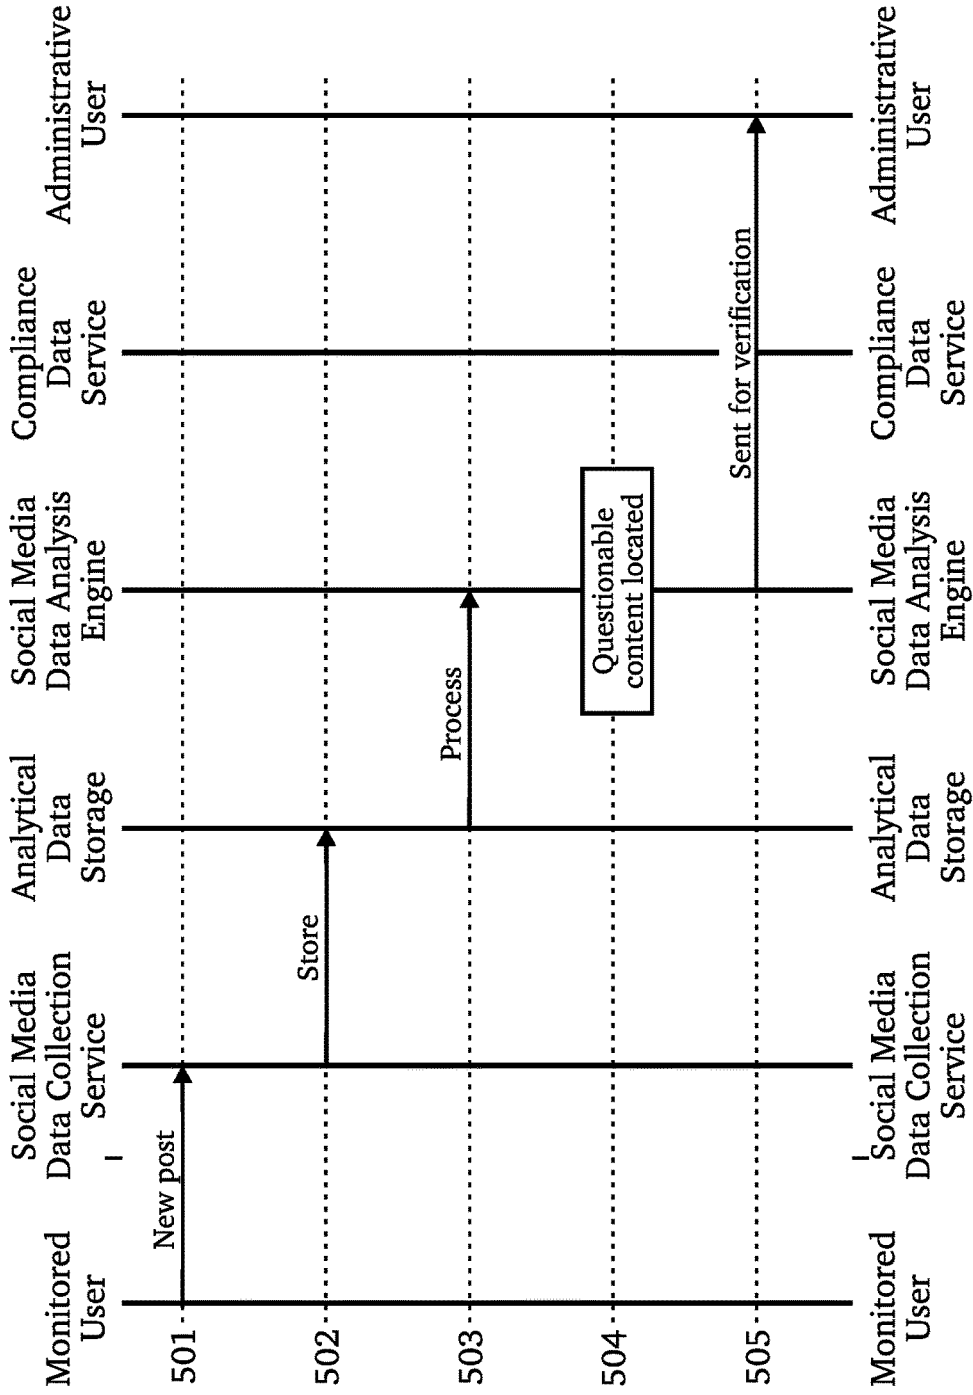 Monitored
User
Social Media
Data Collection
Service
Analytical
Data
Storage
Social Media
Data Analysis
Engine
Compliance
Data
Service
Administrative
User
501
New post
502
Store
503
Process
504
Questionable
content located
505
Sent for verification
Monitored
User
Social Media
Data Collection
Service
Analytical
Data
Storage
Social Media
Data Analysis
Engine
Compliance
Data
Service
Administrative
User